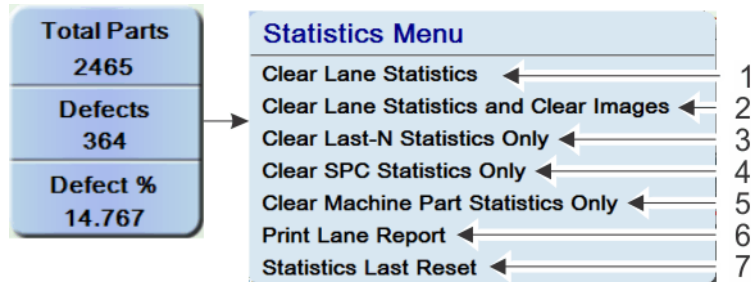 Total Parts
2465
Defects
364
Defect %
14.767
Statistics Menu
Clear Lane Statistics 1
Clear Lane Statistics and Clear Images 2
Clear Last-N Statistics Only 3
Clear SPC Statistics Only 4
Clear Machine Part Statistics Only 5
Print Lane Report 6
Statistics Last Reset 7